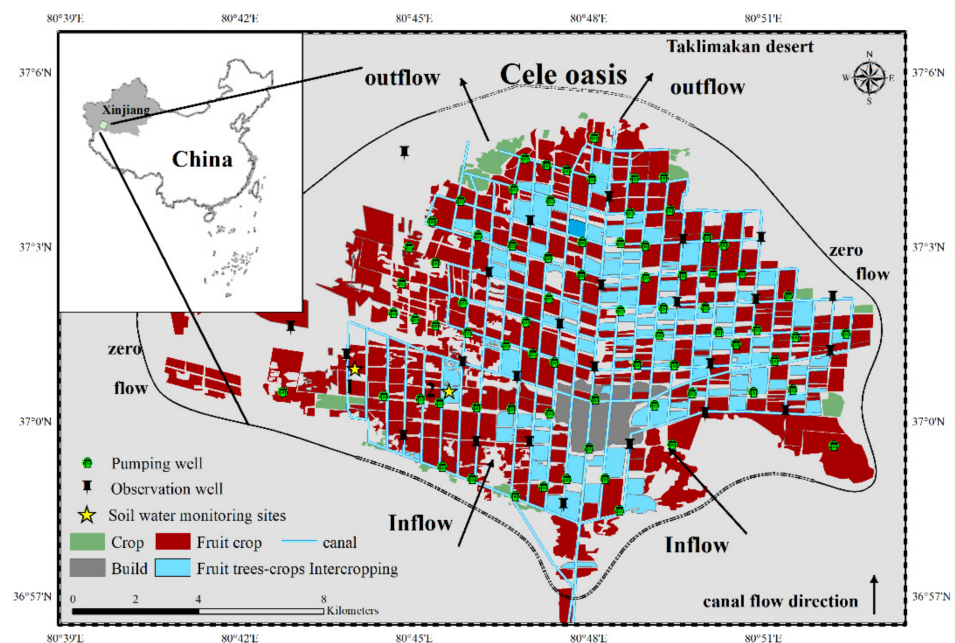 80°39'E 80°42'E 80°45'E 80°48'E 80°51'E
Taklimakan desert
37°6'N 37°6'N
N
W E
S
outflow
Cele oasis
outflow
Xinjiang
China
37°3'N 37°3'N
zero
flow
zero
flow
1
2
37°0'N 37°0'N
Pumping well
Observation well
Soil water monitoring sites
Inflow
Inflow
Crop Fruit crop canal
Build Fruit trees-crops Intercropping
canal flow direction
36°57'N 36°57'N
0 2 4 8
Kilometers
80°39'E 80°42'E 80°45'E 80°48'E 80°51'E